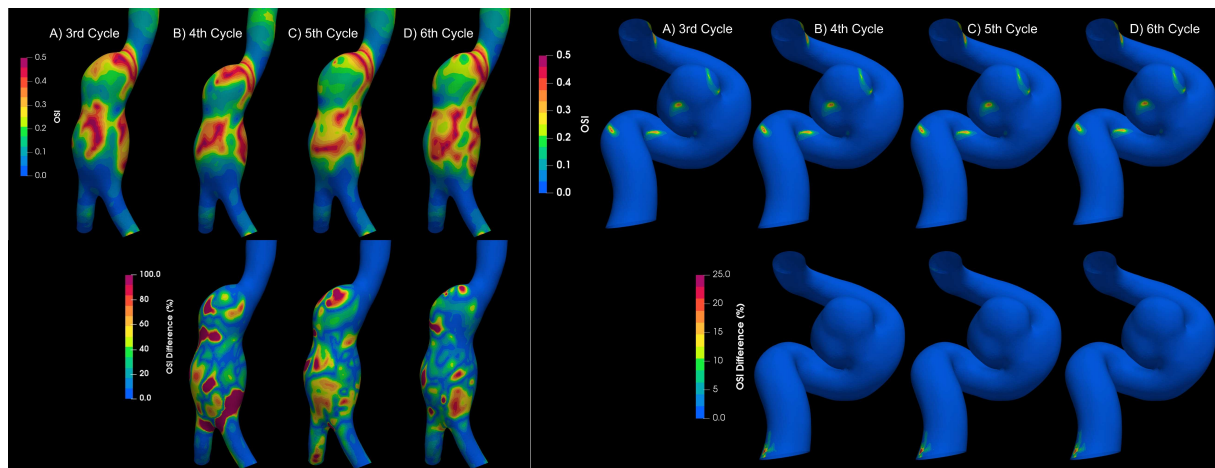 A) 3rd Cycle
B) 4th Cycle
C) 5th Cycle
D) 6th Cycle
OSI
0.5
0.4
0.3
0.2
0.1
0.0
OSI Difference (%)
100.0
80
60
40
20
0.0
A) 3rd Cycle
B) 4th Cycle
C) 5th Cycle
D) 6th Cycle
OSI
0.5
0.4
0.3
0.2
0.1
0.0
OSI Difference (%)
25.0
20
15
10
5
0.0